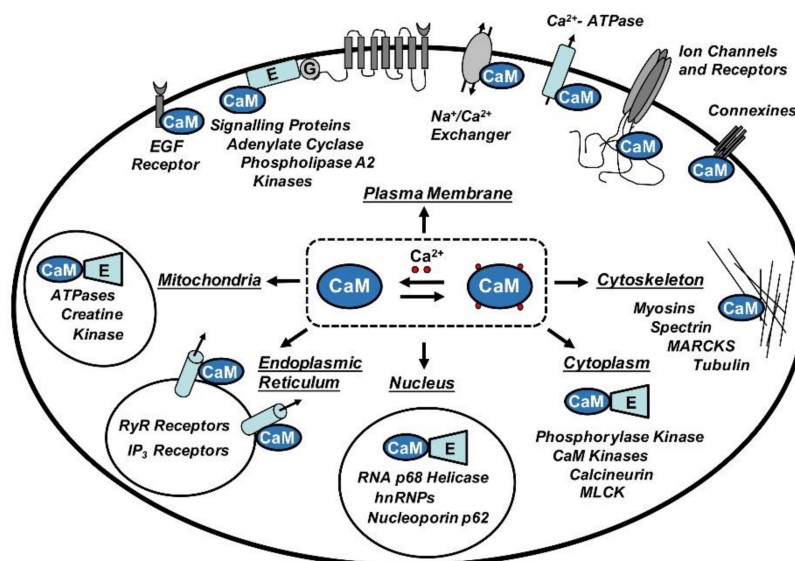 Ca²⁺- ATPase
Ion Channels
and Receptors
E
G
CaM
CaM
CaM
CaM
CaM
CaM
CaM
EGF
Receptor
Signalling Proteins
Adenylate Cyclase
Phospholipase A2
Kinases
Na⁺/Ca²⁺
Exchanger
Connexines
Plasma Membrane
Ca²⁺
CaM
CaM
Mitochondria
CaM
E
ATPases
Creatine
Kinase
Cytoskeleton
CaM
Myosins
Spectrin
MARCKS
Tubulin
Endoplasmic
Reticulum
CaM
CaM
RyR Receptors
IP₃ Receptors
Nucleus
CaM
E
RNA p68 Helicase
hnRNPs
Nucleoporin p62
Cytoplasm
CaM
E
Phosphorylase Kinase
CaM Kinases
Calcineurin
MLCK